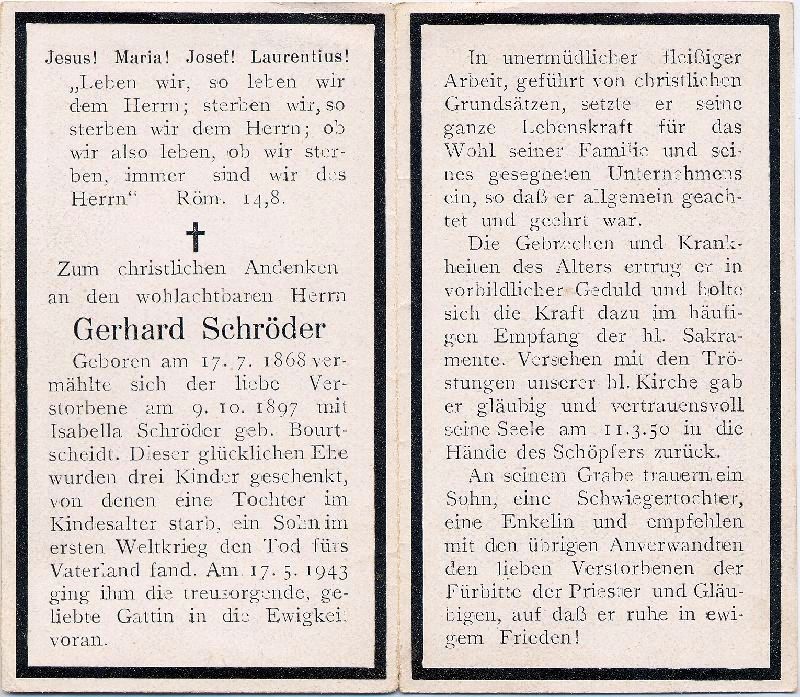 Jesus! Maria! Josef! Laurentius!
„Leben wir, so leben wir
dem Herrn; sterben wir, so
sterben wir dem Herrn; ob
wir also leben, ob wir ster-
ben, immer sind wir des
Herrn“ Röm. 14,8.
Zum christlichen Andenken
an den wohlachtbaren Herrn
Gerhard Schröder
Geboren am 17. 7. 1868 ver-
mählte sich der liebe Ver-
storbene am 9. 10. 1897 mit
Isabella Schröder geb. Bourt-
scheidt. Dieser glücklichen Ehe
wurden drei Kinder geschenkt,
von denen eine Tochter im
Kindesalter starb, ein Sohn im
ersten Weltkrieg den Tod fürs
Vaterland fand. Am 17. 5. 1943
ging ihm die treusorgende, ge-
liebte Gattin in die Ewigkeit
voran.
In unermüdlicher fleißiger
Arbeit, geführt von christlichen
Grundsätzen, setzte er seine
ganze Lebenskraft für das
Wohl seiner Familie und sei-
nes gesegneten Unternehmens
ein, so daß er allgemein geach-
tet und geehrt war.
Die Gebrechen und Krank-
heiten des Alters ertrug er in
vorbildlicher Geduld und holte
sich die Kraft dazu im häufi-
gen Empfang der hl. Sakra-
mente. Versehen mit den Trö-
stungen unserer hl. Kirche gab
er gläubig und vertrauensvoll
seine Seele am 11.3.50 in die
Hände des Schöpfers zurück.
An seinem Grabe trauern ein
Sohn, eine Schwiegertochter,
eine Enkelin und empfehlen
mit den übrigen Anverwandten
den lieben Verstorbenen der
Fürbitte der Priester und Gläu-
bigen, auf daß er ruhe in ewi-
gem Frieden!